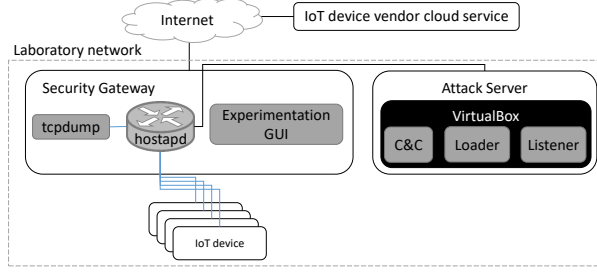 Internet
IoT device vendor cloud service
Laboratory network
Security Gateway
tcpdump
hostapd
Experimentation
GUI
Attack Server
VirtualBox
C&C
Loader
Listener
IoT device